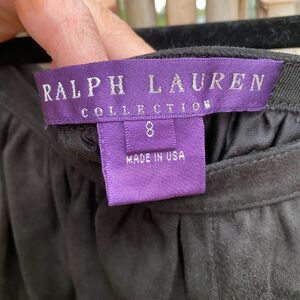 RALPH LAUREN
COLLECTION
8
MADE IN USA